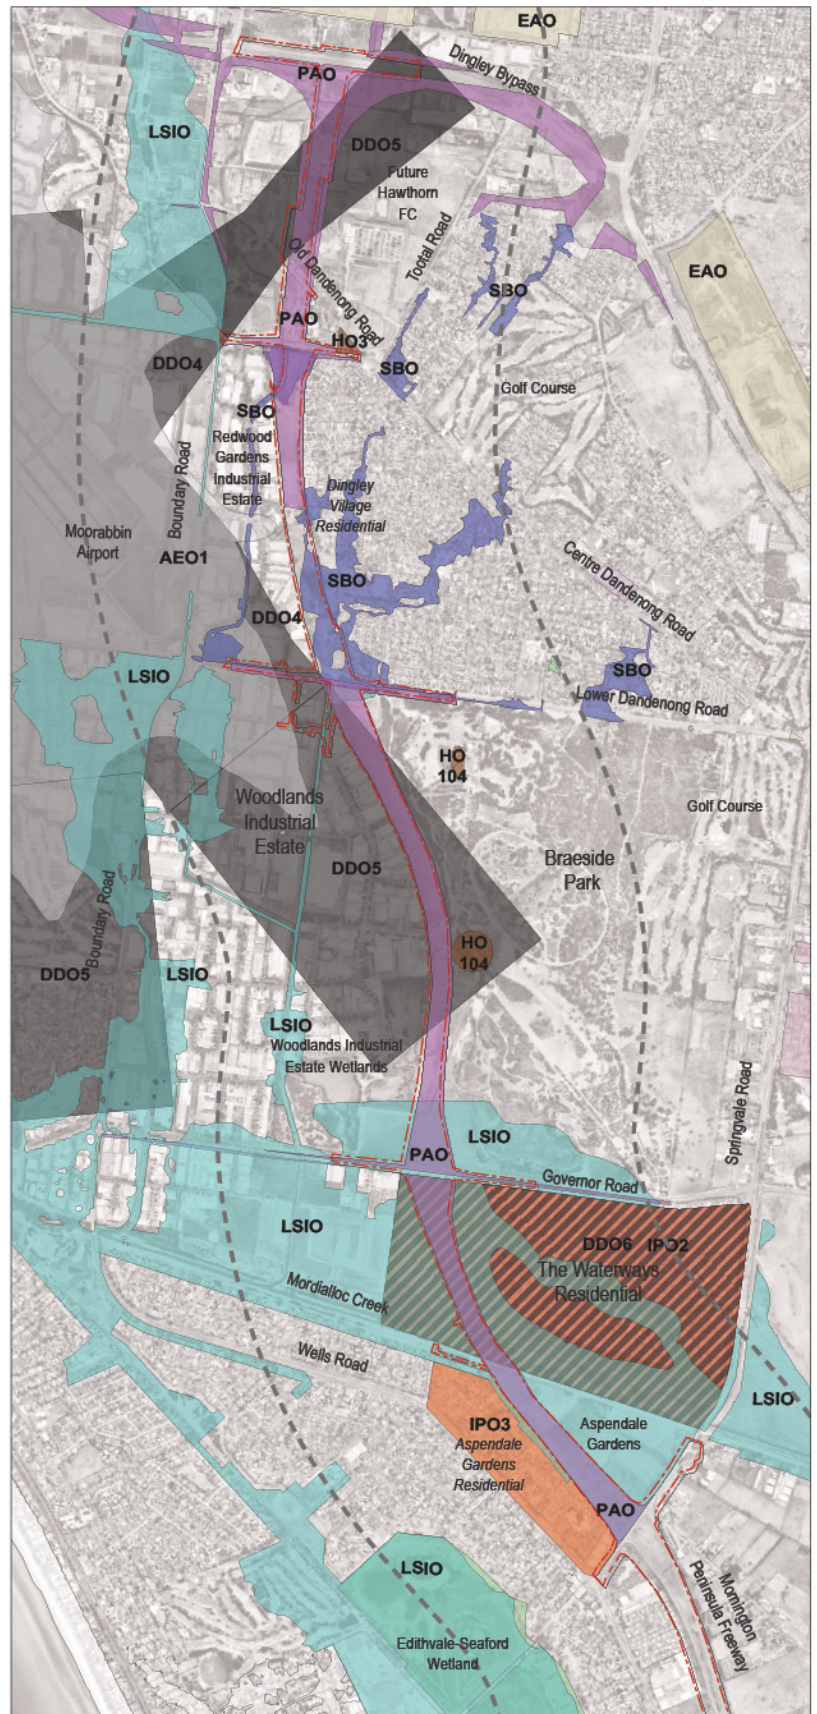 EAO
Dingley Bypass
PAO
LSIO
DDO5
Future
Hawthorn
FC
Tootal Road
Old Dandenong Road
EAO
SBO
PAO
HO3
DDO4
SBO
Golf Course
SBO
Redwood
Gardens
Industrial
Estate
Boundary Road
Dingley
Village
Residential
Moorabbin
Airport
AEO1
Centre Dandenong Road
SBO
DDO4
LSIO
SBO
Lower Dandenong Road
HO
104
Woodlands
Industrial
Estate
Golf Course
DDO5
Braeside
Park
Boundary Road
HO
104
DDO5
LSIO
LSIO
Woodlands Industrial
Estate Wetlands
Springvale Road
LSIO
PAO
Governor Road
LSIO
DDO6
IPO2
The Waterways
Residential
Mordialloc Creek
Wells Road
LSIO
IPO3
Aspendale
Gardens
Residential
Aspendale
Gardens
PAO
LSIO
Mornington
Peninsula Freeway
Edithvale-Seaford
Wetland